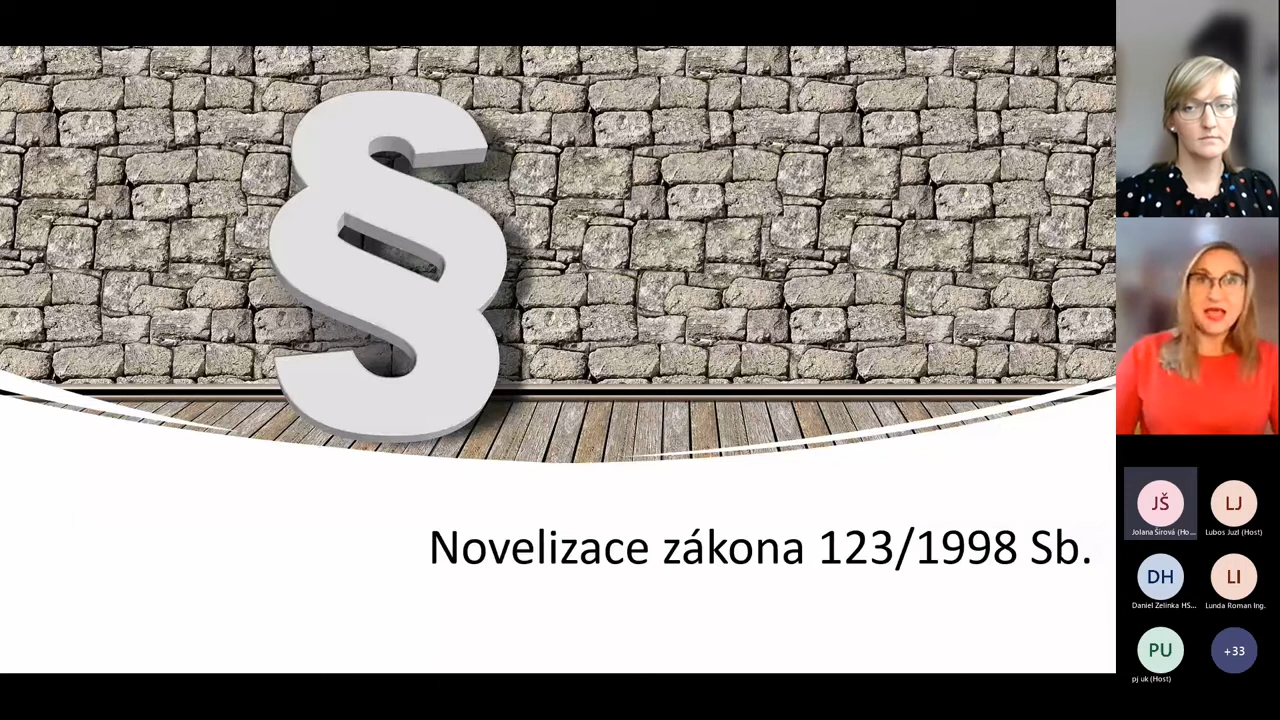 §
Novelizace zákona 123/1998 Sb.
JŠ
LJ
Jolana Šírová (Ho...
Lubos Juzl (Host)
DH
LI
Daniel Zelinka HS...
Lunda Roman Ing.
PU
+33
pj uk (Host)